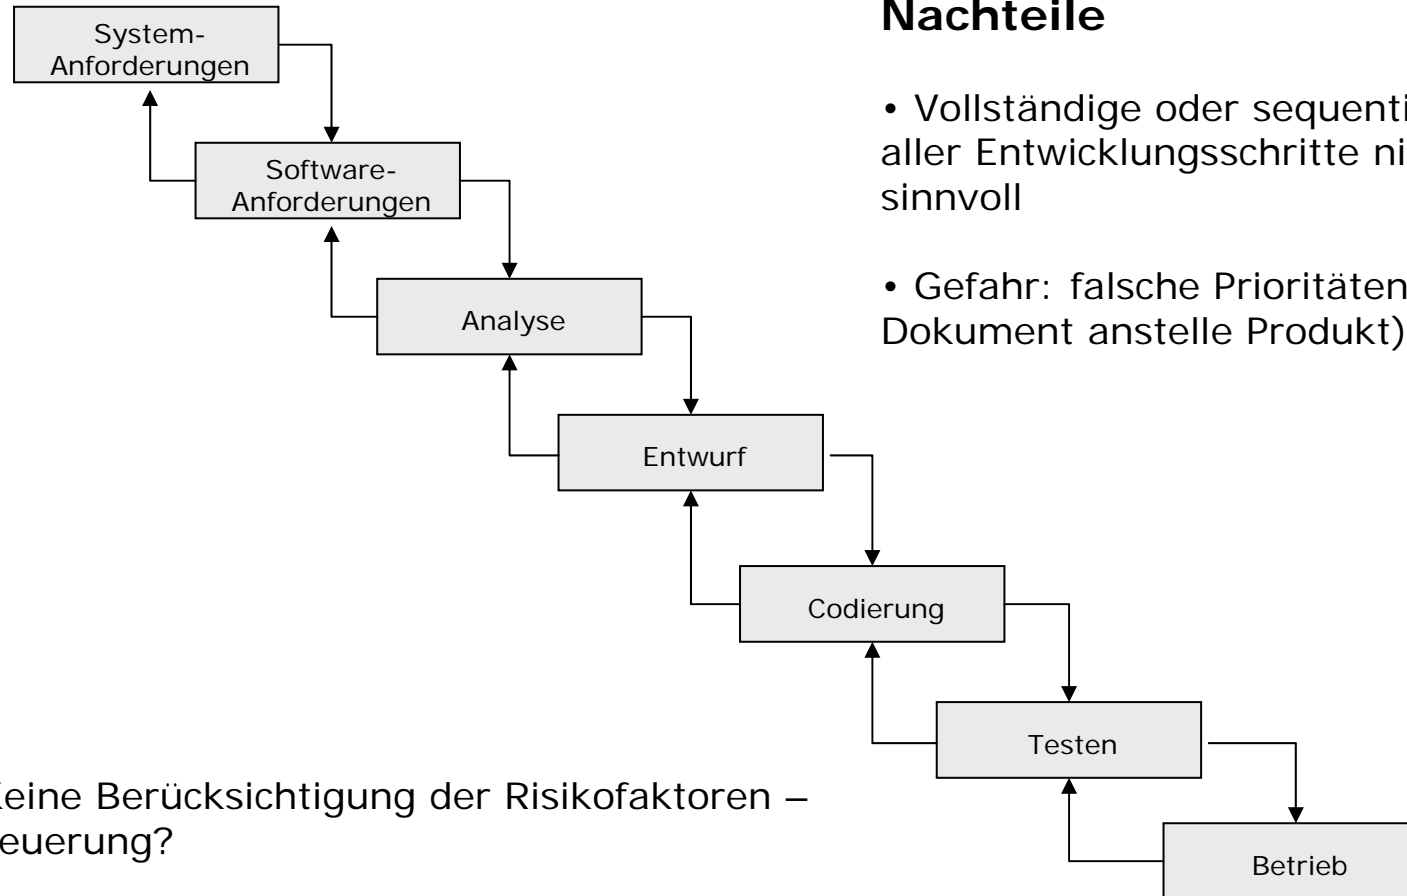 System-
Anforderungen
Software-
Anforderungen
Analyse
Entwurf
Codierung
Testen
Betrieb
Nachteile
• Vollständige oder sequenti
aller Entwicklungsschritte ni
sinnvoll
• Gefahr: falsche Prioritäten
Dokument anstelle Produkt)
eine Berücksichtigung der Risikofaktoren –
euerung?